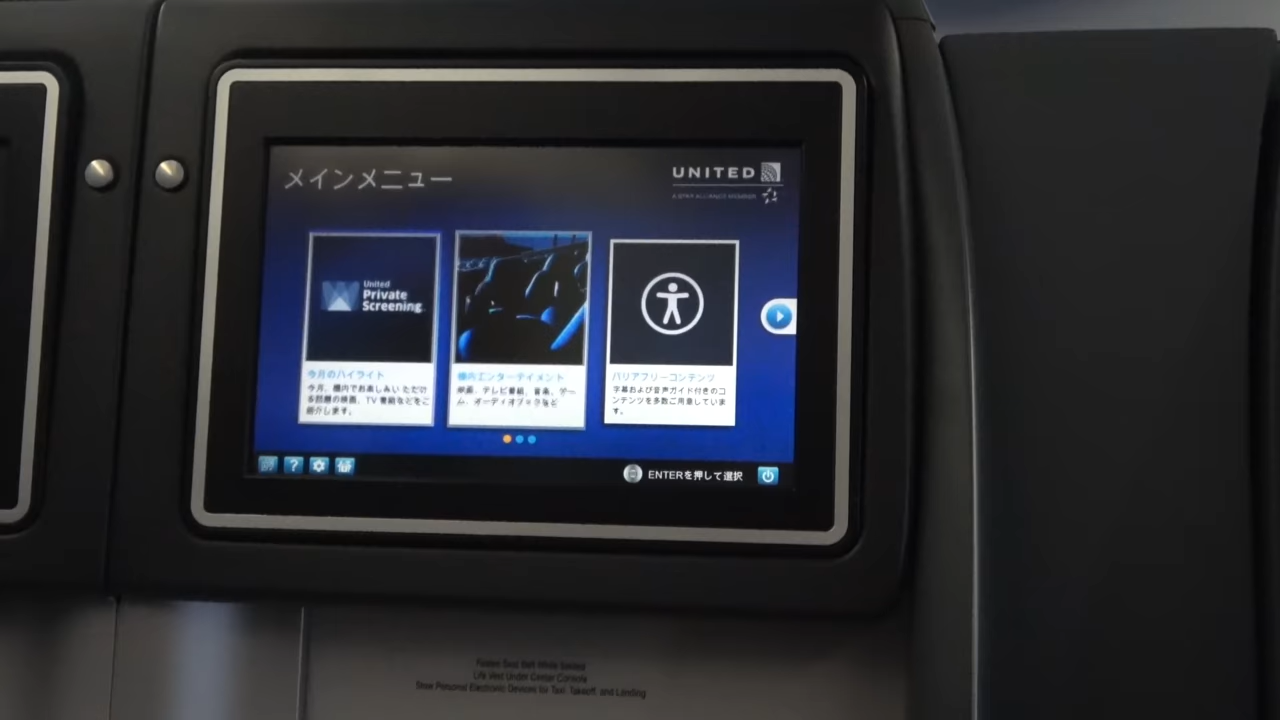 メインメニュー
UNITED
A STAR ALLIANCE MEMBER
United
Private
Screening
今月のハイライト
今月、機内でお楽しみいただけ
る話題の映画、TV 番組などをご
紹介します。
機内エンターテイメント
映画、テレビ番組、音楽、ゲー
ム、オーディオブックなど
バリアフリーコンテンツ
字幕および音声ガイド付きのコ
ンテンツを多数ご用意していま
す。
?
ENTERを押して選択
Fasten Seat Belt While Seated
Life Vest Under Center Console
Stow Personal Electronic Devices for Taxi, Takeoff, and Landing